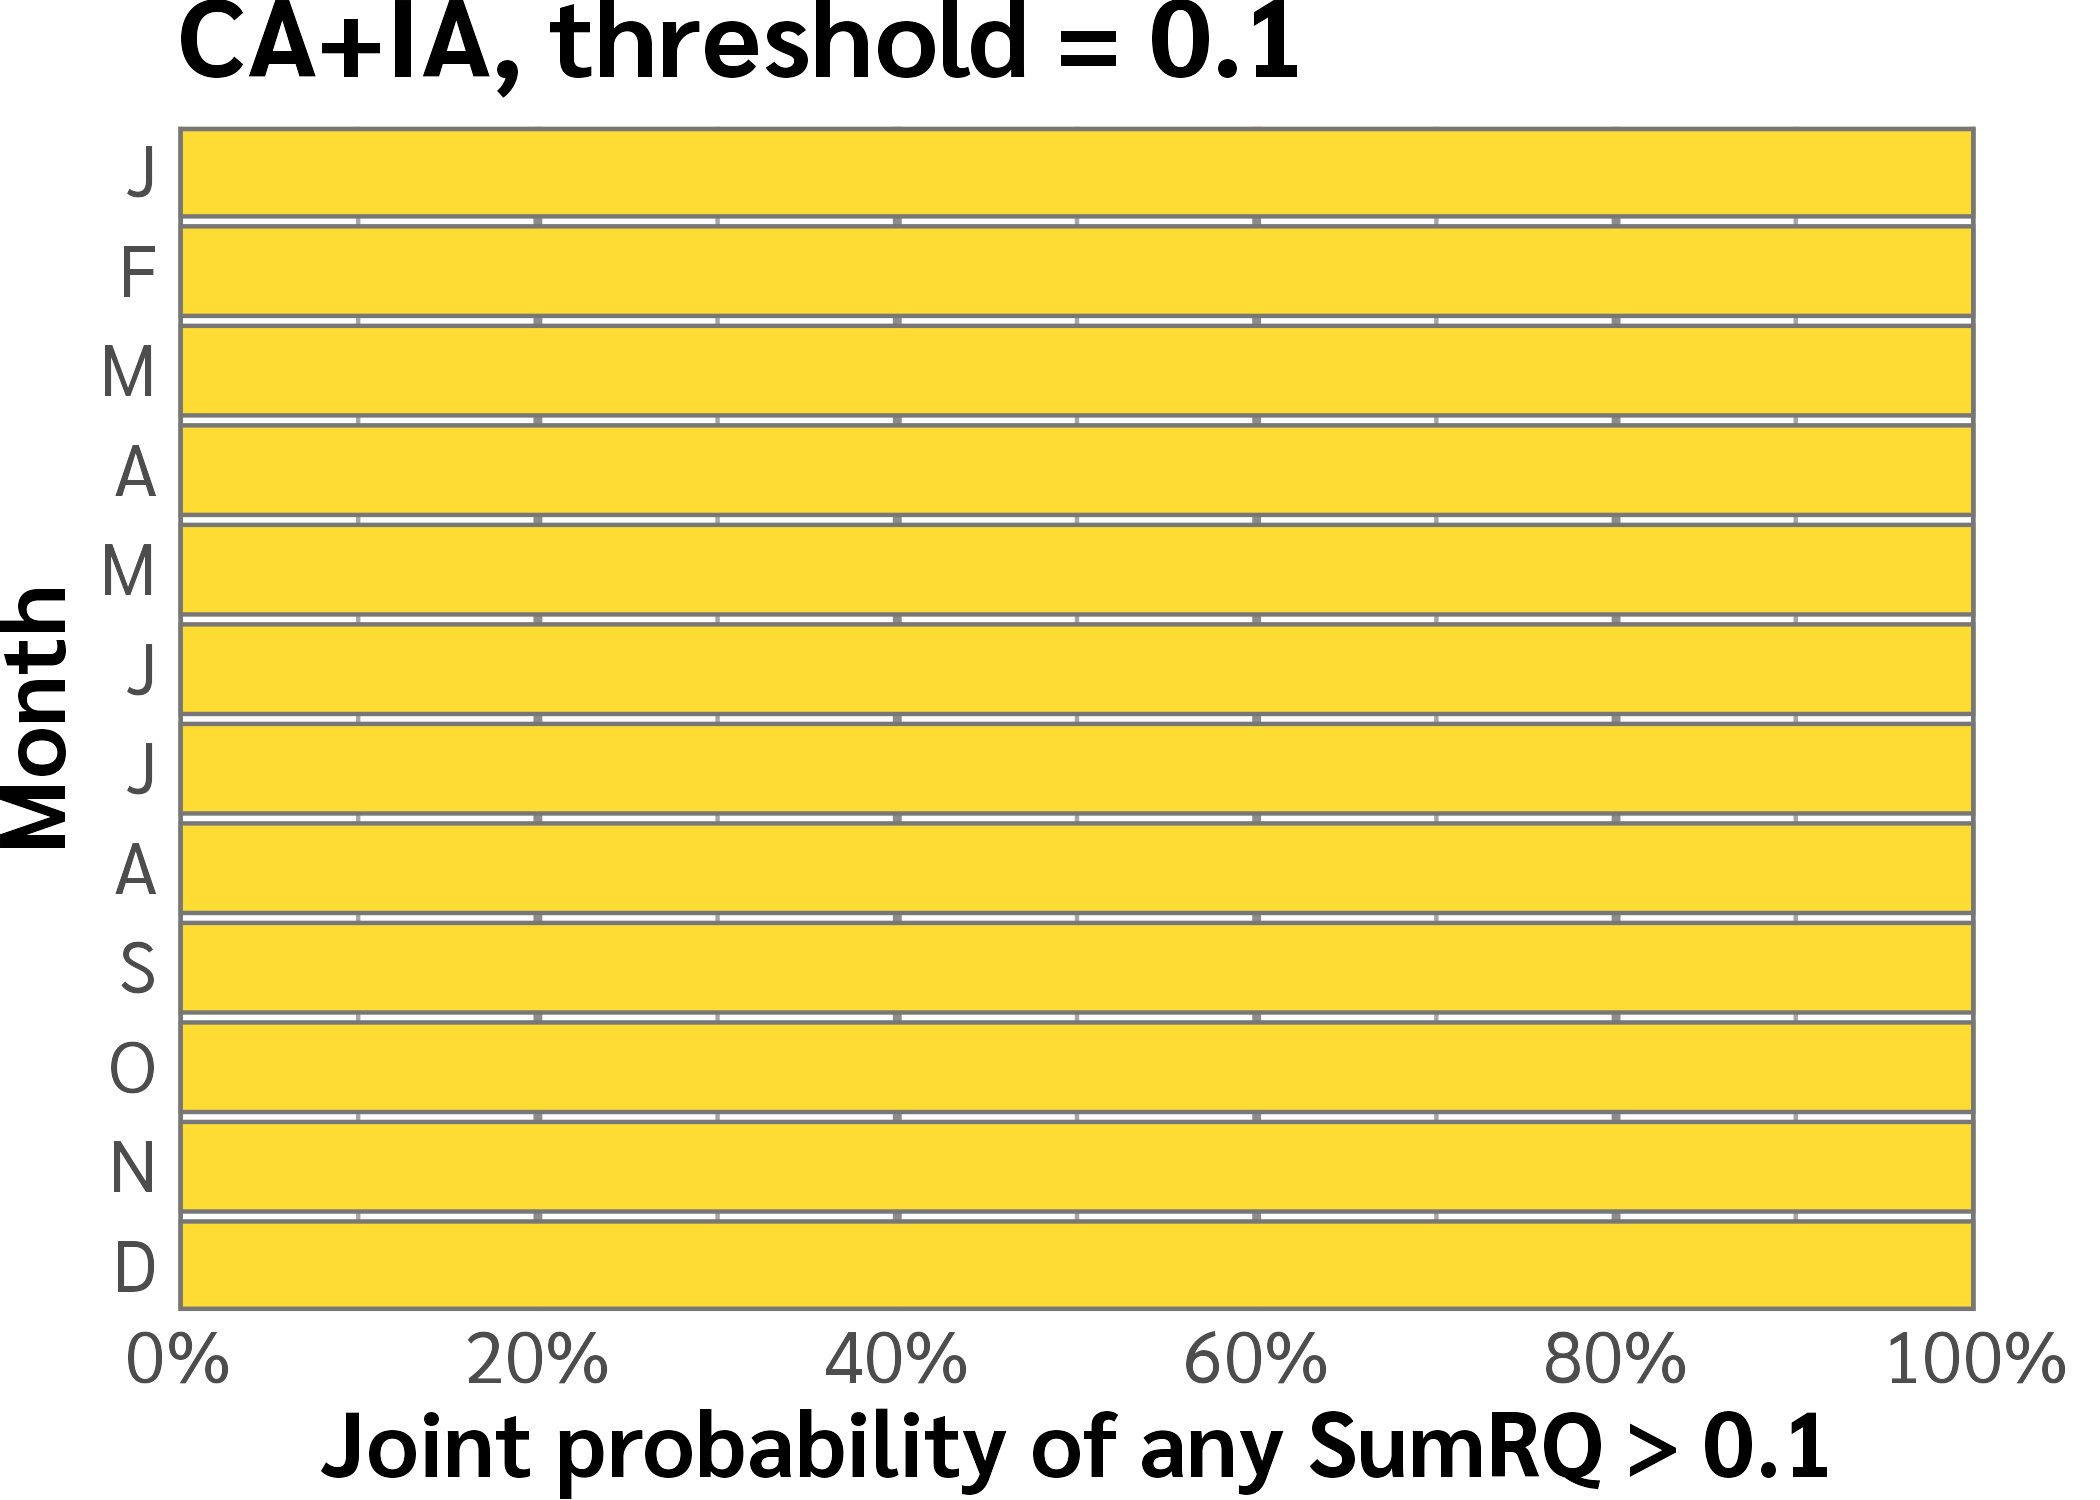 CA+IA, threshold = 0.1
J
F
M
A
M
J
J
A
S
O
N
D
Month
0% 20% 40% 60% 80% 100%
Joint probability of any SumRQ > 0.1